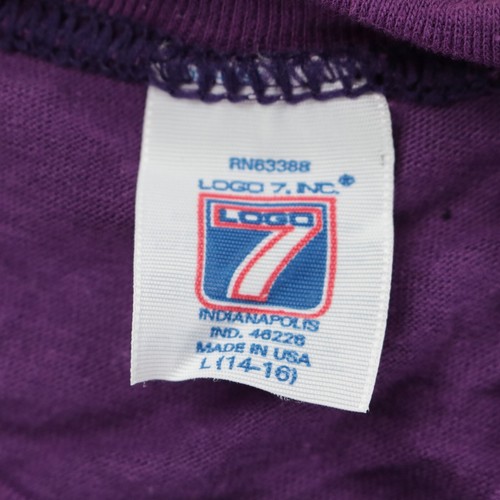 RN63388
LOGO 7, INC.®
LOGO
7
INDIANAPOLIS
IND. 46226
MADE IN USA
L (14-16)